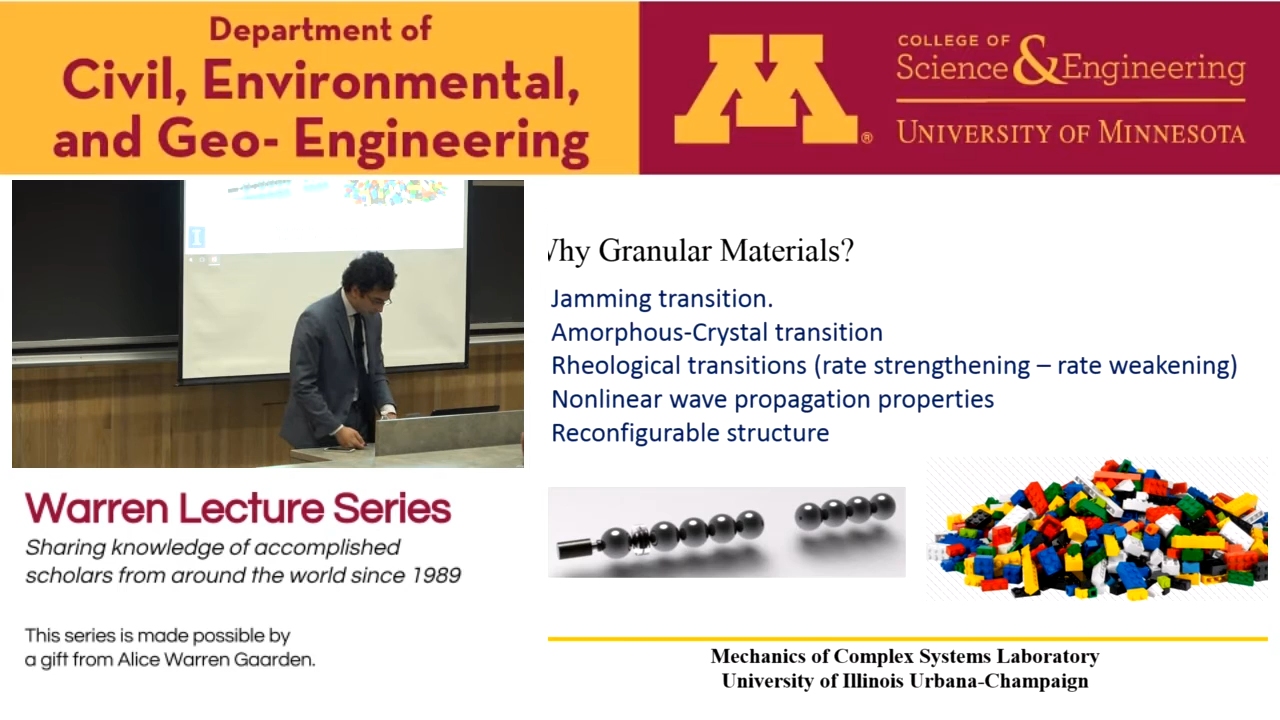 Department of
Civil, Environmental,
and Geo- Engineering
M®
COLLEGE OF
Science & Engineering
UNIVERSITY OF MINNESOTA
I
hy Granular Materials?
Jamming transition.
Amorphous-Crystal transition
Rheological transitions (rate strengthening – rate weakening)
Nonlinear wave propagation properties
Reconfigurable structure
Warren Lecture Series
Sharing knowledge of accomplished
scholars from around the world since 1989
This series is made possible by
a gift from Alice Warren Gaarden.
Mechanics of Complex Systems Laboratory
University of Illinois Urbana-Champaign